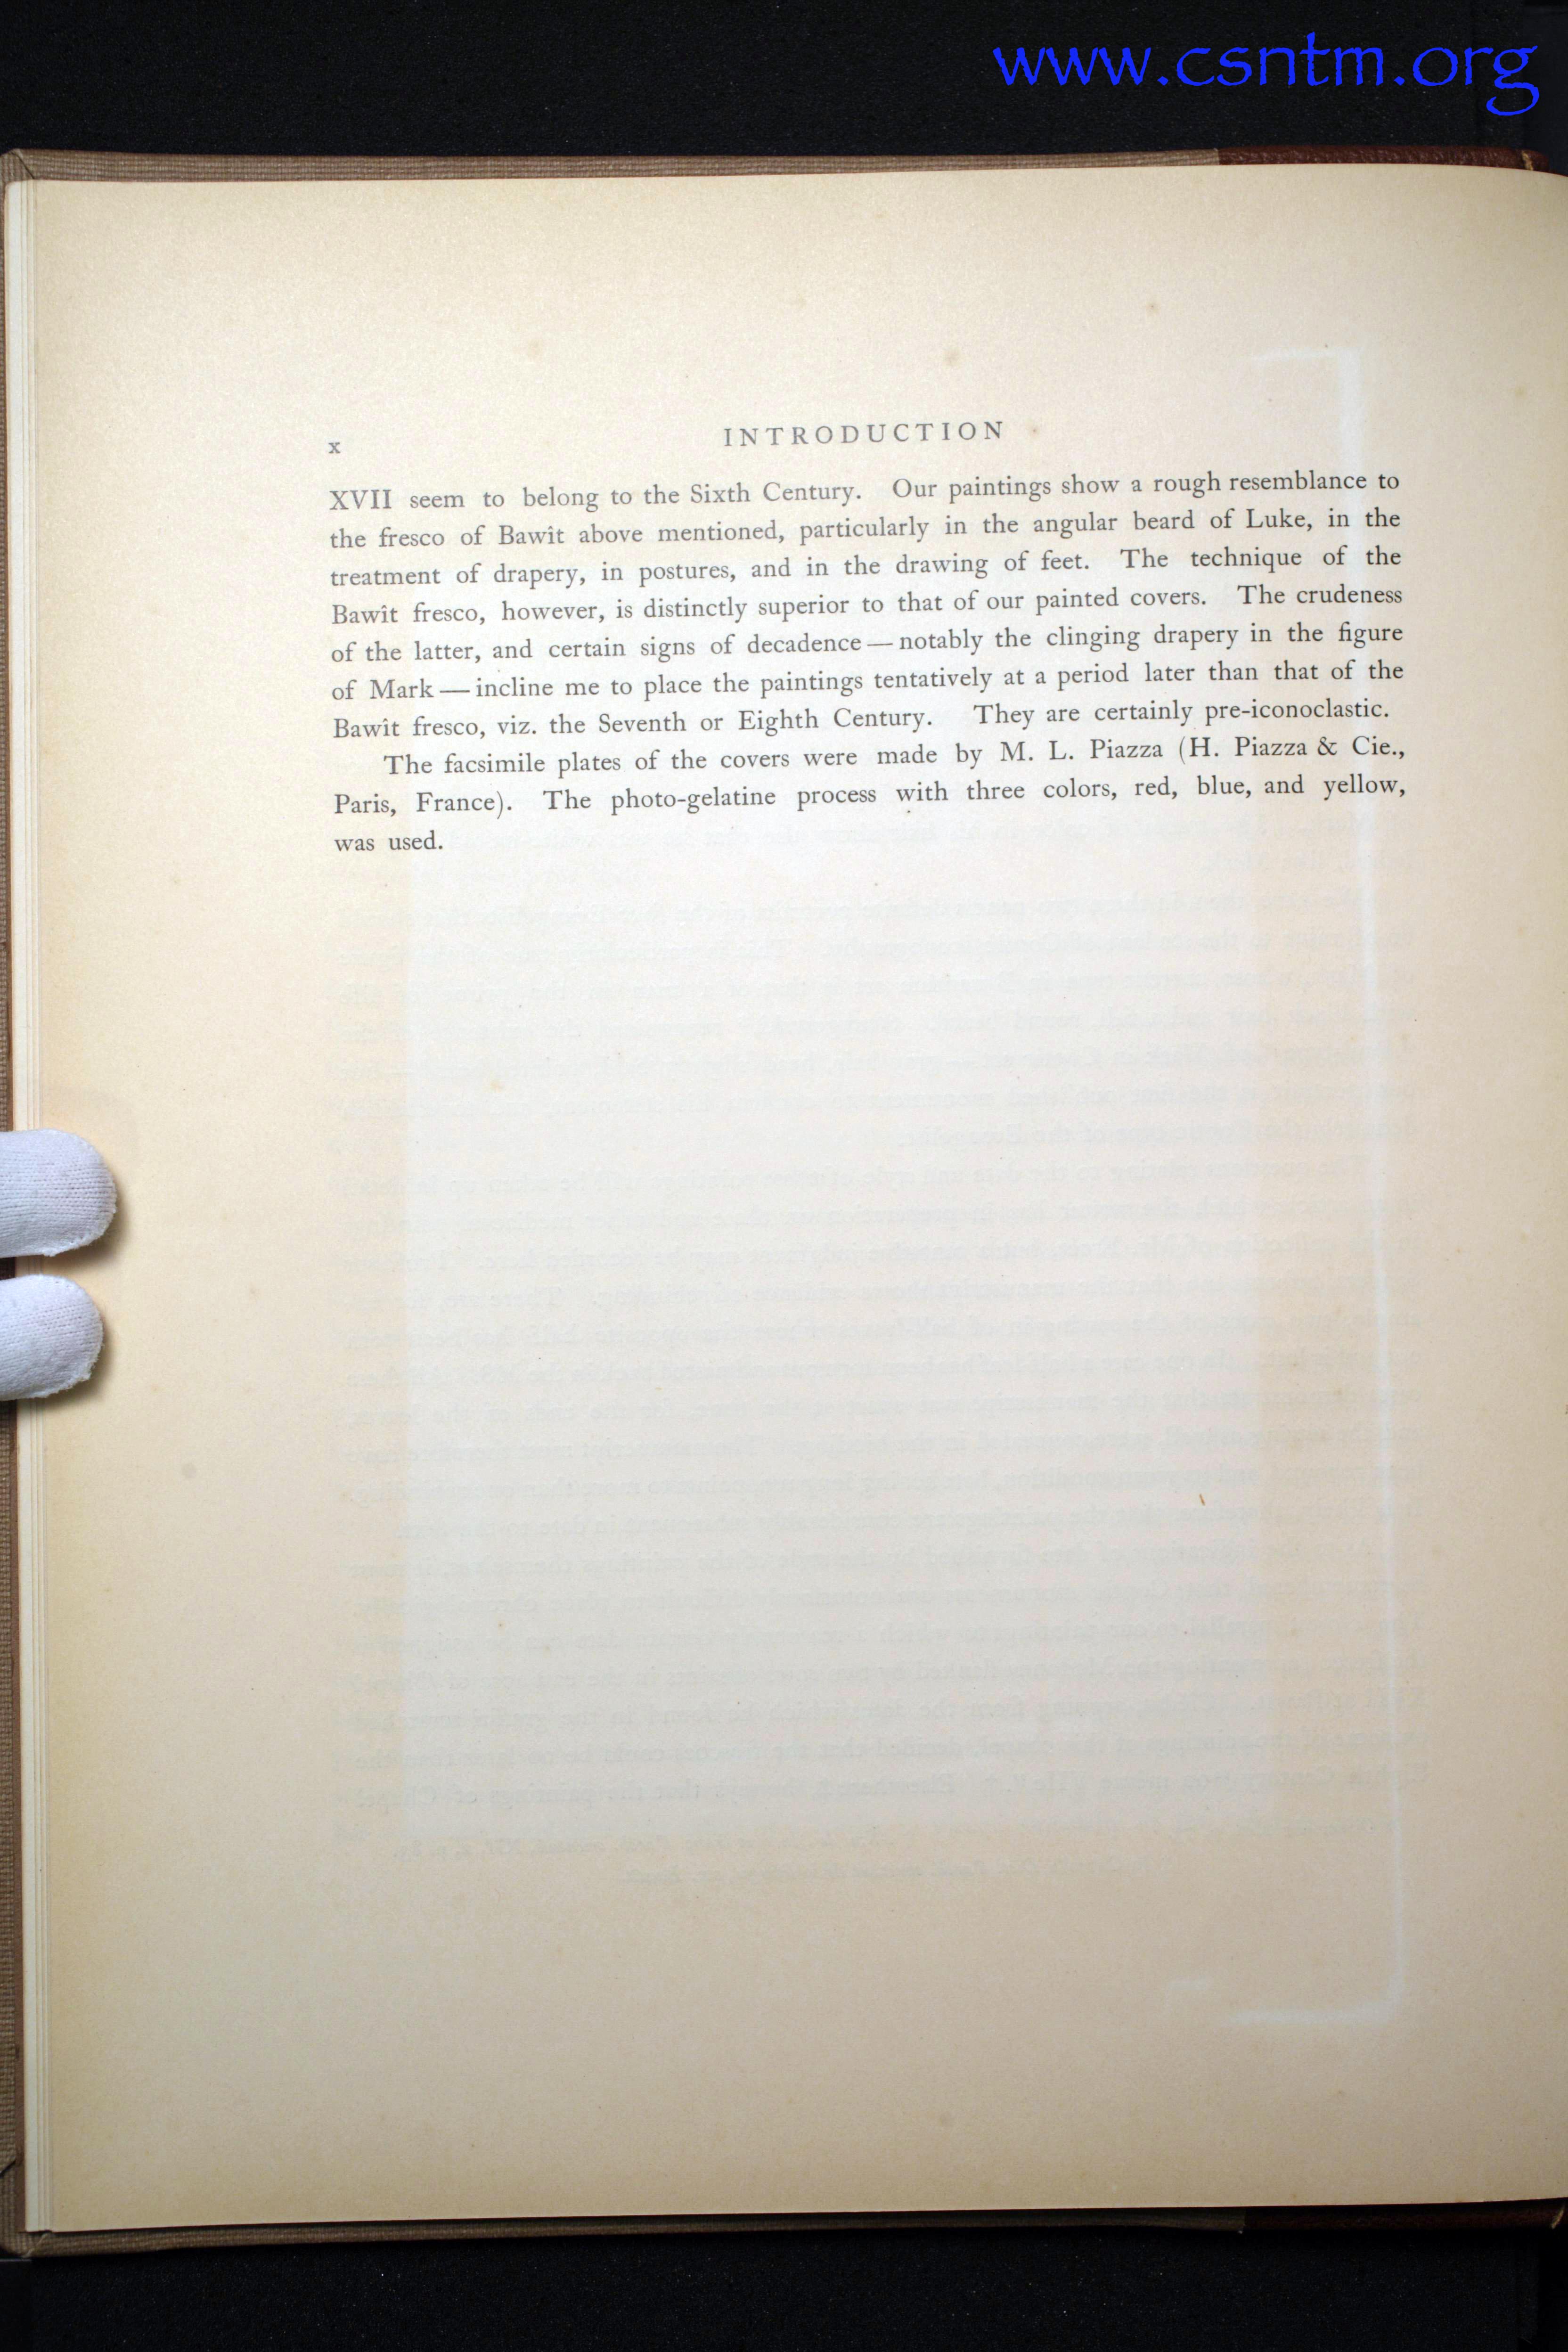 www.csntm.org
x INTRODUCTION
XVII seem to belong to the Sixth Century. Our paintings show a rough resemblance to
the fresco of Bawît above mentioned, particularly in the angular beard of Luke, in the
treatment of drapery, in postures, and in the drawing of feet. The technique of the
Bawît fresco, however, is distinctly superior to that of our painted covers. The crudeness
of the latter, and certain signs of decadence — notably the clinging drapery in the figure
of Mark — incline me to place the paintings tentatively at a period later than that of the
Bawît fresco, viz. the Seventh or Eighth Century. They are certainly pre-iconoclastic.
The facsimile plates of the covers were made by M. L. Piazza (H. Piazza & Cie.,
Paris, France). The photo-gelatine process with three colors, red, blue, and yellow,
was used.